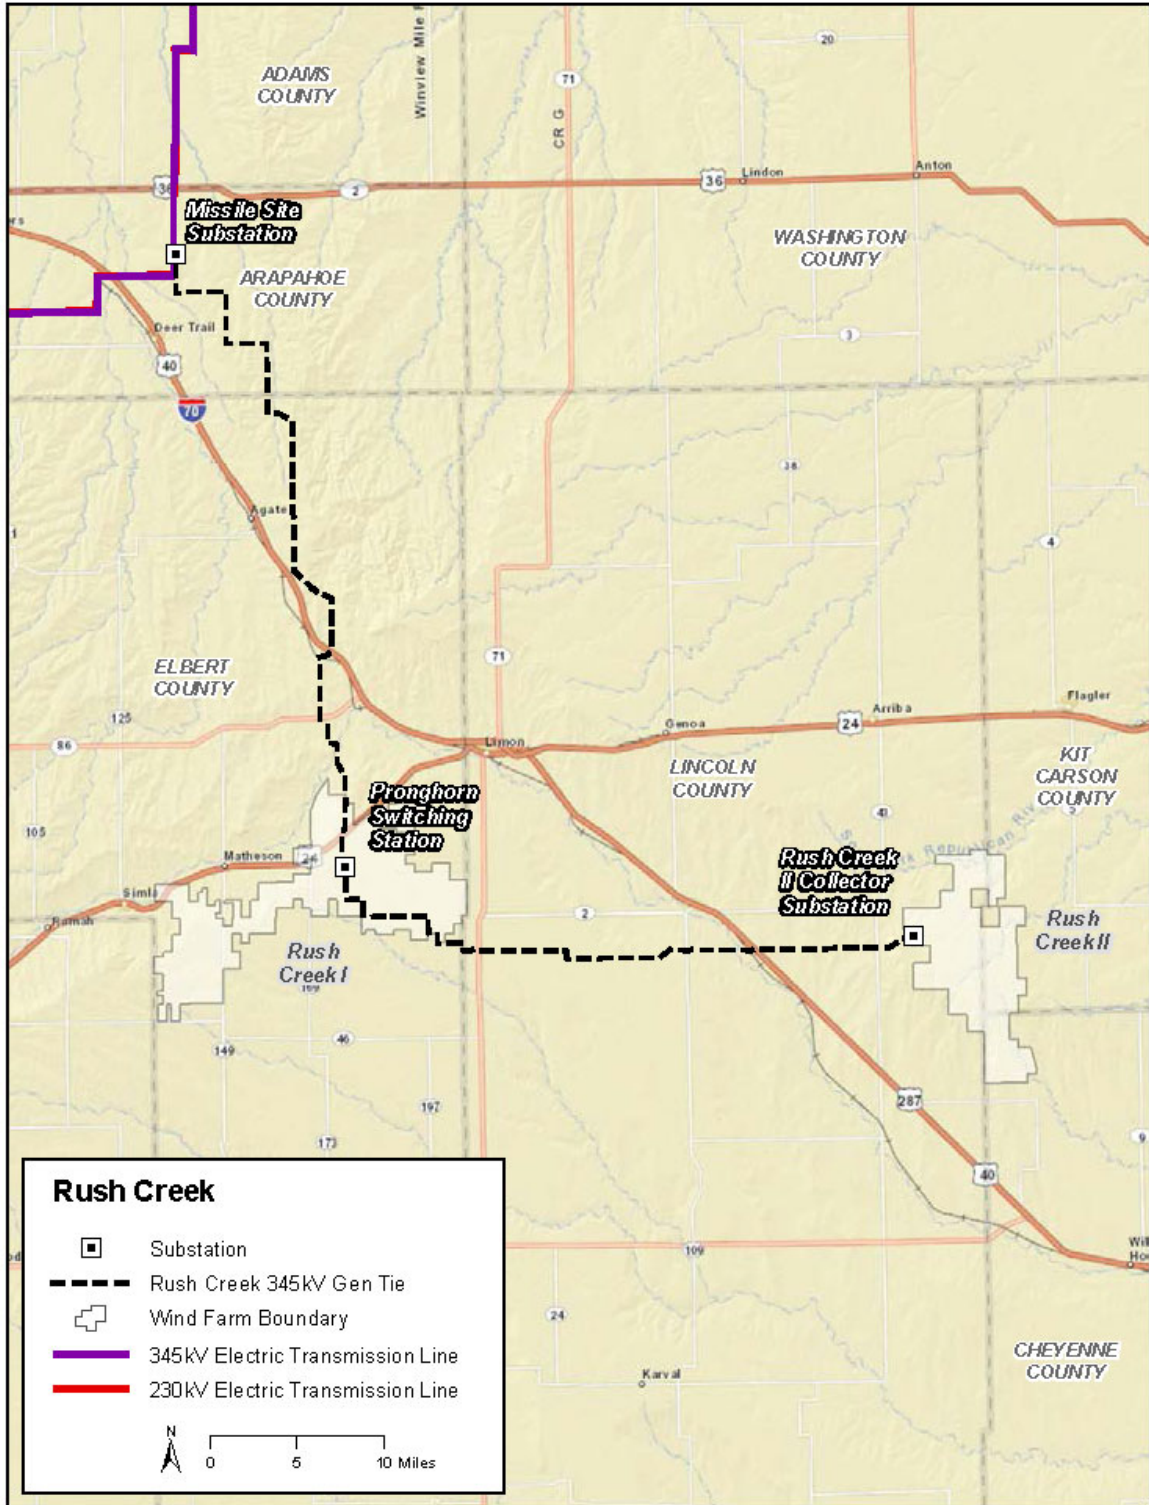 20
ADAMS
COUNTY
Winview Mile
71
CR G
36
2
36
Lindon
Anton
Missile Site
Substation
WASHINGTON
COUNTY
ARAPAHOE
COUNTY
Deer Trail
3
40
70
36
Agate
4
ELBERT
COUNTY
71
125
Flagler
Arriba
24
Genoa
86
Limon
LINCOLN
COUNTY
KIT
CARSON
COUNTY
Pronghorn
Switching
Station
105
43
5
Republican
Matheson
24
Rush Creek
II Collector
Substation
Simla
Ramah
2
Rush
Creek I
Rush
Creek II
46
149
287
197
173
9
40
Rush Creek
Substation
Rush Creek 345kV Gen Tie
Wind Farm Boundary
345kV Electric Transmission Line
230kV Electric Transmission Line
N
0 5 10 Miles
109
24
Karval
CHEYENNE
COUNTY